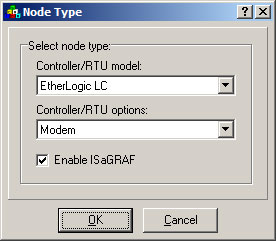 Node Type
Select node type:
Controller/RTU model:
EtherLogic LC
Controller/RTU options:
Modem
Enable ISaGRAF
OK
Cancel